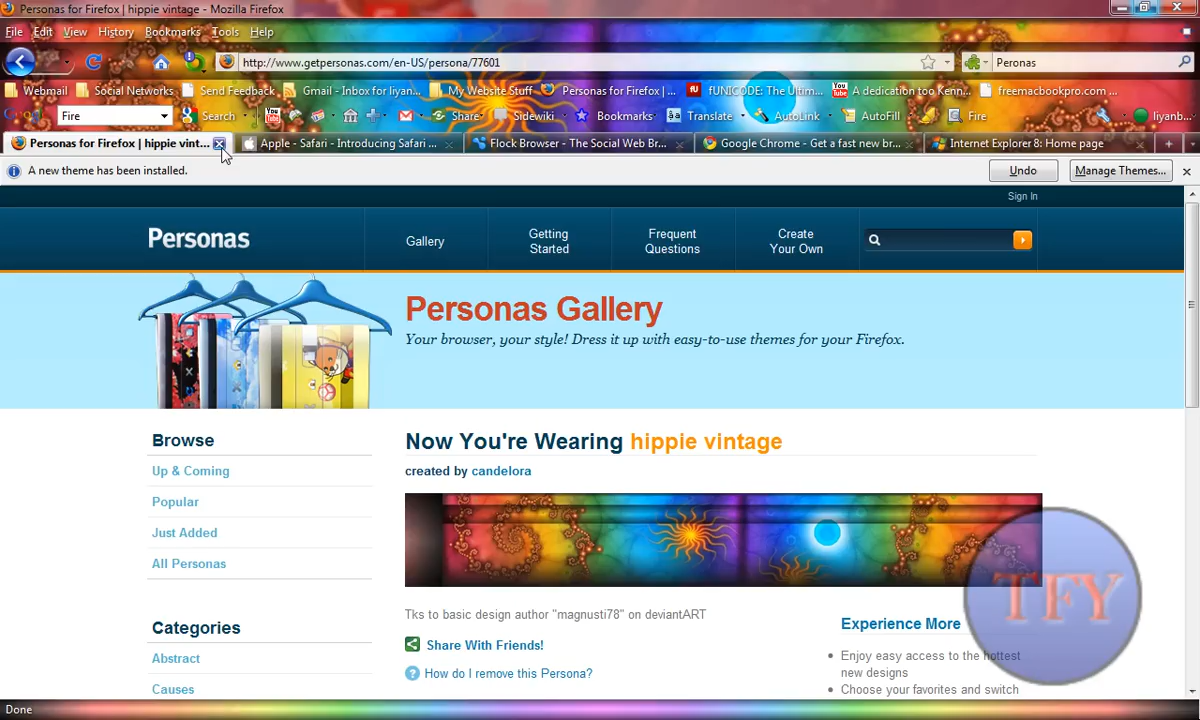 Personas for Firefox | hippie vintage - Mozilla Firefox
File Edit View History Bookmarks Tools Help
http://www.getpersonas.com/en-US/persona/77601 Peronas
Webmail Social Networks Send Feedback Gmail - Inbox for liyan... My Website Stuff Personas for Firefox | ... fUNICODE: The Ultim... A dedication too Kenn... freemacbookpro.com ...
Fire Search Share Sidewiki Bookmarks Translate AutoLink AutoFill Fire liyanb...
Personas for Firefox | hippie vint... Apple - Safari - Introducing Safari ... Flock Browser - The Social Web Br... Google Chrome - Get a fast new br... Internet Explorer 8: Home page
A new theme has been installed. Undo Manage Themes...
Sign In
Personas Gallery Getting Started Frequent Questions Create Your Own
Personas Gallery
Your browser, your style! Dress it up with easy-to-use themes for your Firefox.
Browse
Up & Coming
Popular
Just Added
All Personas
Categories
Abstract
Causes
Now You're Wearing hippie vintage
created by candelora
Tks to basic design author "magnusti78" on deviantART
Share With Friends!
How do I remove this Persona?
Experience More
Enjoy easy access to the hottest
new designs
Choose your favorites and switch
TFY
Done